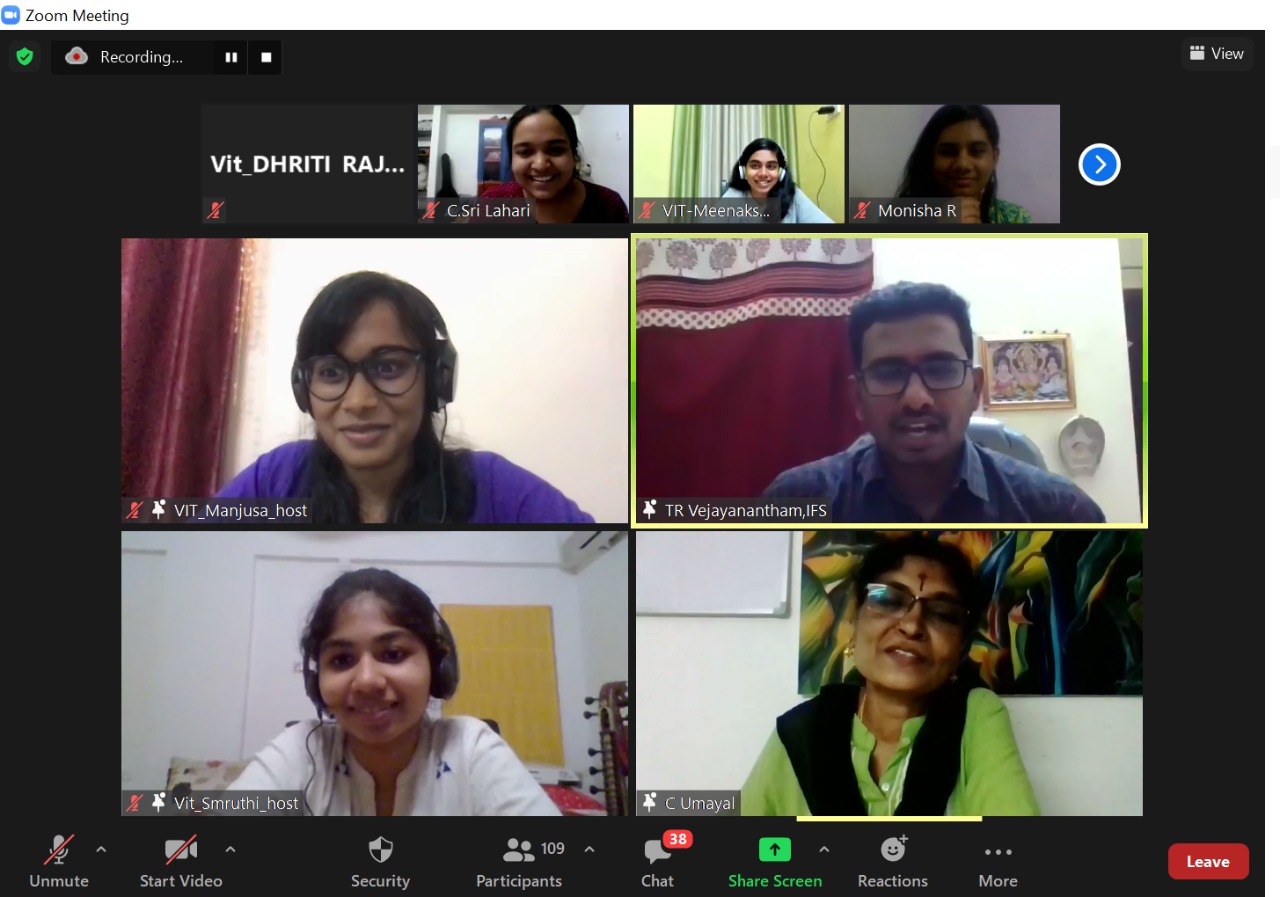 Zoom Meeting
Recording...
View
Vit_DHRITI RAJ...
C.Sri Lahari
VIT-Meenaks...
Monisha R
VIT_Manjusa_host
TR Vejayanantham,IFS
Vit_Smruthi_host
C Umayal
109
38
Unmute
Start Video
Security
Participants
Chat
Share Screen
Reactions
More
Leave